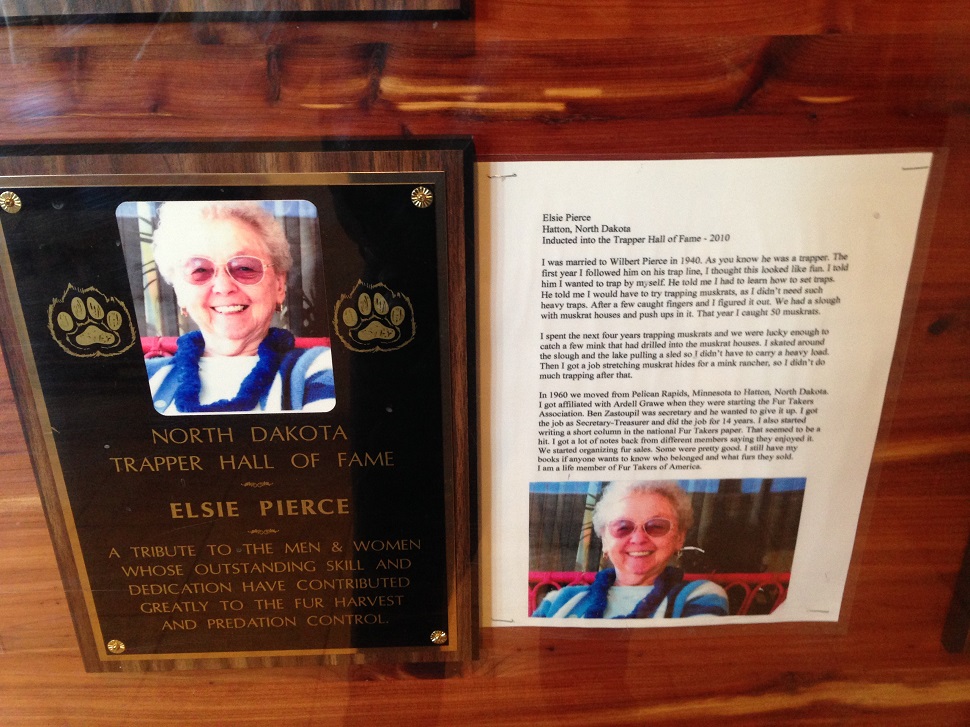 NORTH DAKOTA
TRAPPER HALL OF FAME
ELSIE PIERCE
A TRIBUTE TO THE MEN & WOMEN
WHOSE OUTSTANDING SKILL AND
DEDICATION HAVE CONTRIBUTED
GREATLY TO THE FUR HARVEST
AND PREDATION CONTROL.
Elsie Pierce
Hatton, North Dakota
Inducted into the Trapper Hall of Fame - 2010
I was married to Wilbert Pierce in 1940. As you know he was a trapper. The
first year I followed him on his trap line, I thought this looked like fun. I told
him I wanted to trap by myself. He told me I had to learn how to set traps.
He told me I would have to try trapping muskrats, as I didn't need such
heavy traps. After a few caught fingers and I figured it out. We had a slough
with muskrat houses and push ups in it. That year I caught 50 muskrats.
I spent the next four years trapping muskrats and we were lucky enough to
catch a few mink that had drilled into the muskrat houses. I skated around
the slough and the lake pulling a sled so I didn't have to carry a heavy load.
Then I got a job stretching muskrat hides for a mink rancher, so I didn't do
much trapping after that.
In 1960 we moved from Pelican Rapids, Minnesota to Hatton, North Dakota.
I got affiliated with Ardell Grawe when they were starting the Fur Takers
Association. Ben Zastoupil was secretary and he wanted to give it up. I got
the job as Secretary-Treasurer and did the job for 14 years. I also started
writing a short column in the national Fur Takers paper. That seemed to be a
hit. I got a lot of notes back from different members saying they enjoyed it.
We started organizing fur sales. Some were pretty good. I still have my
books if anyone wants to know who belonged and what furs they sold.
I am a life member of Fur Takers of America.